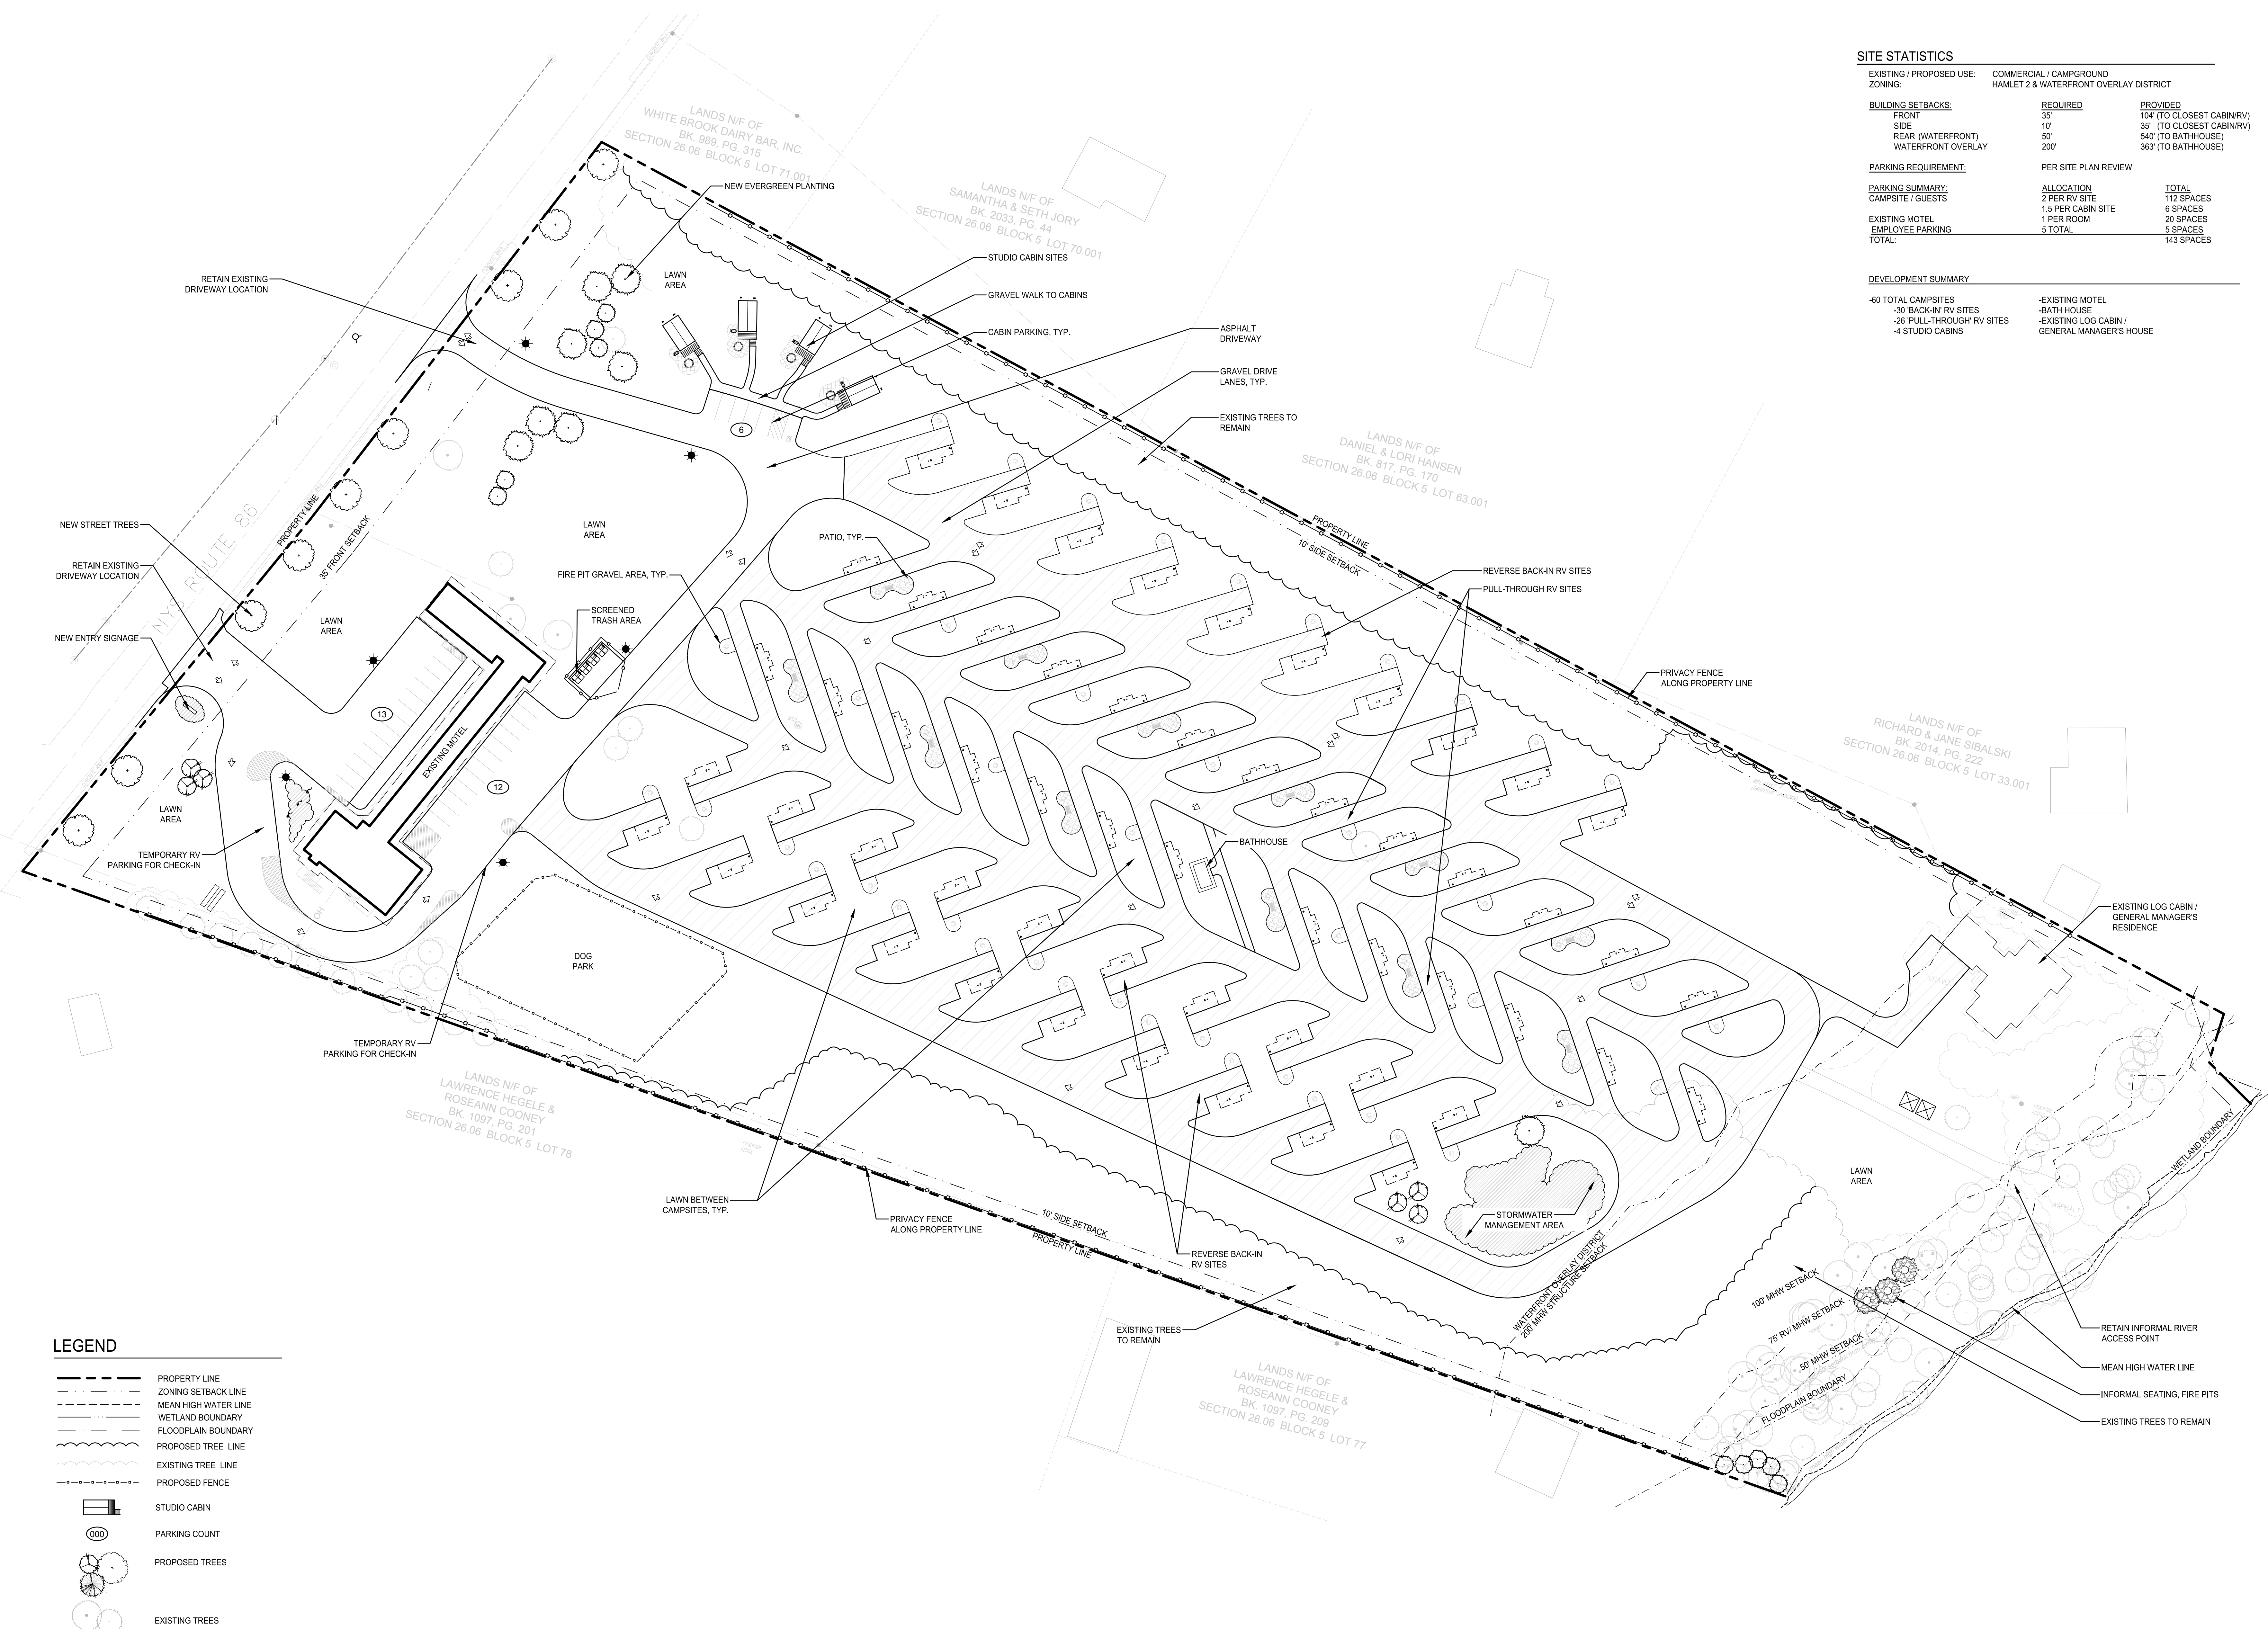 SITE STATISTICS
EXISTING / PROPOSED USE: COMMERCIAL / CAMPGROUND
ZONING: HAMLET 2 & WATERFRONT OVERLAY DISTRICT
BUILDING SETBACKS: REQUIRED PROVIDED
FRONT 35' 104' (TO CLOSEST CABIN/RV)
SIDE 10' 35' (TO CLOSEST CABIN/RV)
REAR (WATERFRONT) 50' 540' (TO BATHHOUSE)
WATERFRONT OVERLAY 200' 363' (TO BATHHOUSE)
PARKING REQUIREMENT: PER SITE PLAN REVIEW
PARKING SUMMARY: ALLOCATION TOTAL
CAMPSITE / GUESTS 2 PER RV SITE 112 SPACES
1.5 PER CABIN SITE 6 SPACES
EXISTING MOTEL 1 PER ROOM 20 SPACES
EMPLOYEE PARKING 5 TOTAL 5 SPACES
TOTAL: 143 SPACES
DEVELOPMENT SUMMARY
-60 TOTAL CAMPSITES -EXISTING MOTEL
-30 'BACK-IN' RV SITES -BATH HOUSE
-26 'PULL-THROUGH' RV SITES -EXISTING LOG CABIN /
-4 STUDIO CABINS GENERAL MANAGER'S HOUSE
LANDS N/F OF
WHITE BROOK DAIRY BAR, INC.
BK. 989, PG. 315
SECTION 26.06 BLOCK 5 LOT 71.001
NEW EVERGREEN PLANTING
LANDS N/F OF
SAMANTHA & SETH JORY
BK. 2033, PG. 44
SECTION 26.06 BLOCK 5 LOT 70.001
STUDIO CABIN SITES
GRAVEL WALK TO CABINS
CABIN PARKING, TYP.
ASPHALT
DRIVEWAY
GRAVEL DRIVE
LANES, TYP.
EXISTING TREES TO
REMAIN
RETAIN EXISTING
DRIVEWAY LOCATION
LAWN
AREA
6
LANDS N/F OF
DANIEL & LORI HANSEN
BK. 817, PG. 170
SECTION 26.06 BLOCK 5 LOT 63.001
PROPERTY LINE
10' SIDE SETBACK
NYS ROUTE 86
PROPERTY LINE
35' FRONT SETBACK
NEW STREET TREES
RETAIN EXISTING
DRIVEWAY LOCATION
NEW ENTRY SIGNAGE
LAWN
AREA
LAWN
AREA
PATIO, TYP.
FIRE PIT GRAVEL AREA, TYP.
SCREENED
TRASH AREA
REVERSE BACK-IN RV SITES
PULL-THROUGH RV SITES
PRIVACY FENCE
ALONG PROPERTY LINE
LANDS N/F OF
RICHARD & JANE SIBALSKI
BK. 2014, PG. 222
SECTION 26.06 BLOCK 5 LOT 33.001
13
EXISTING MOTEL
12
LAWN
AREA
TEMPORARY RV
PARKING FOR CHECK-IN
BATHHOUSE
EXISTING LOG CABIN /
GENERAL MANAGER'S
RESIDENCE
DOG
PARK
TEMPORARY RV
PARKING FOR CHECK-IN
LANDS N/F OF
LAWRENCE HEGELE &
ROSEANN COONEY
BK. 1097, PG. 201
SECTION 26.06 BLOCK 5 LOT 78
LAWN BETWEEN
CAMPSITES, TYP.
PRIVACY FENCE
ALONG PROPERTY LINE
10' SIDE SETBACK
PROPERTY LINE
REVERSE BACK-IN
RV SITES
STORMWATER
MANAGEMENT AREA
WATERFRONT OVERLAY DISTRICT
200' MHW STRUCTURE SETBACK
EXISTING TREES
TO REMAIN
LANDS N/F OF
LAWRENCE HEGELE &
ROSEANN COONEY
BK. 1097, PG. 209
SECTION 26.06 BLOCK 5 LOT 77
LAWN
AREA
WETLAND BOUNDARY
100' MHW SETBACK
75' RV/ MHW SETBACK
50' MHW SETBACK
FLOODPLAIN BOUNDARY
RETAIN INFORMAL RIVER
ACCESS POINT
MEAN HIGH WATER LINE
INFORMAL SEATING, FIRE PITS
EXISTING TREES TO REMAIN
LEGEND
PROPERTY LINE
ZONING SETBACK LINE
MEAN HIGH WATER LINE
WETLAND BOUNDARY
FLOODPLAIN BOUNDARY
PROPOSED TREE LINE
EXISTING TREE LINE
PROPOSED FENCE
STUDIO CABIN
000 PARKING COUNT
PROPOSED TREES
EXISTING TREES